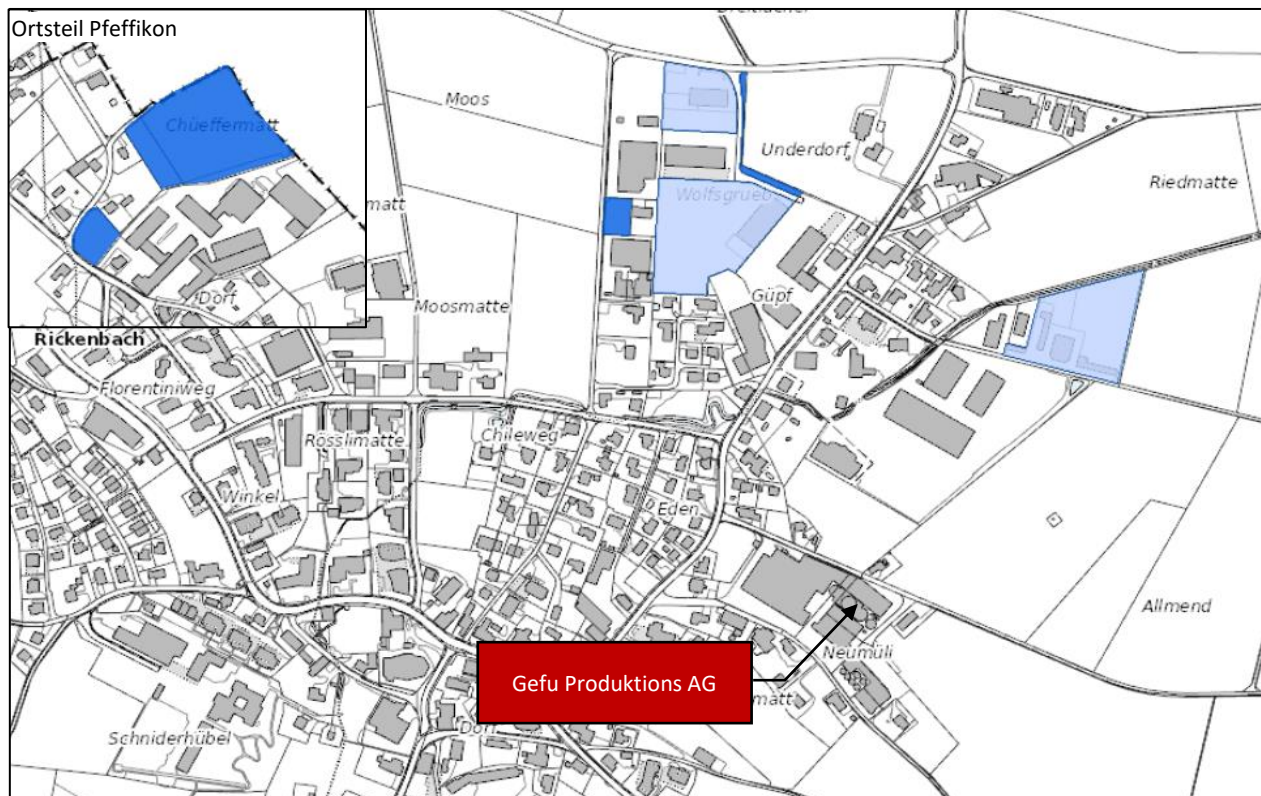 Ortsteil Pfeffikon
Moos
Chüeffermatt
Underdorf
Wolfsgrueb
Riedmatte
matt
Dorf
Güpf
Moosmatte
Rickenbach
Florentiniweg
Rösslimatte
Chileweg
Winkel
Eden
Allmend
Neumüli
Gefu Produktions AG
matt
Dorf
Schniderhübel